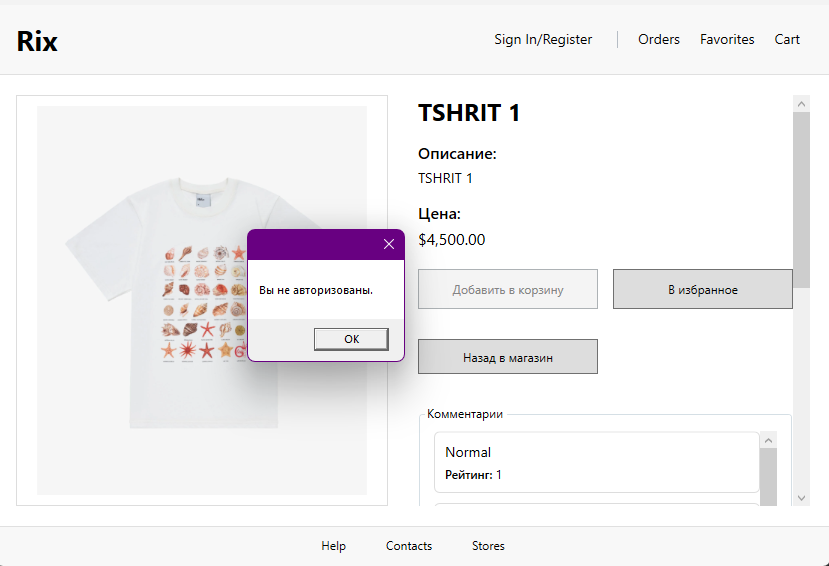 Rix
Sign In/Register
Orders
Favorites
Cart
TSHRIT 1
Описание:
TSHRIT 1
Цена:
$4,500.00
Добавить в корзину
В избранное
Назад в магазин
Комментарии
Normal
Рейтинг: 1
Вы не авторизованы.
OK
Help
Contacts
Stores